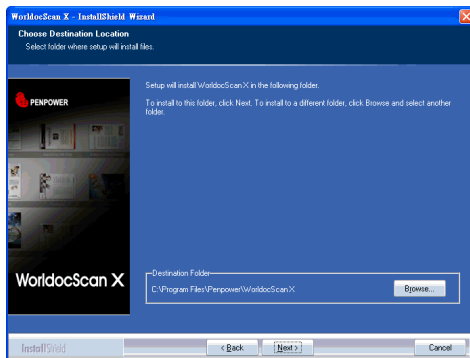 WorldocScan X - InstallShield Wizard
Choose Destination Location
Select folder where setup will install files.
PENPOWER
Setup will install WorldocScan X in the following folder.
To install to this folder, click Next. To install to a different folder, click Browse and select another
folder.
WorldocScan X
Destination Folder
C:\Program Files\Penpower\WorldocScan X
Browse...
InstallShield
< Back
Next >
Cancel